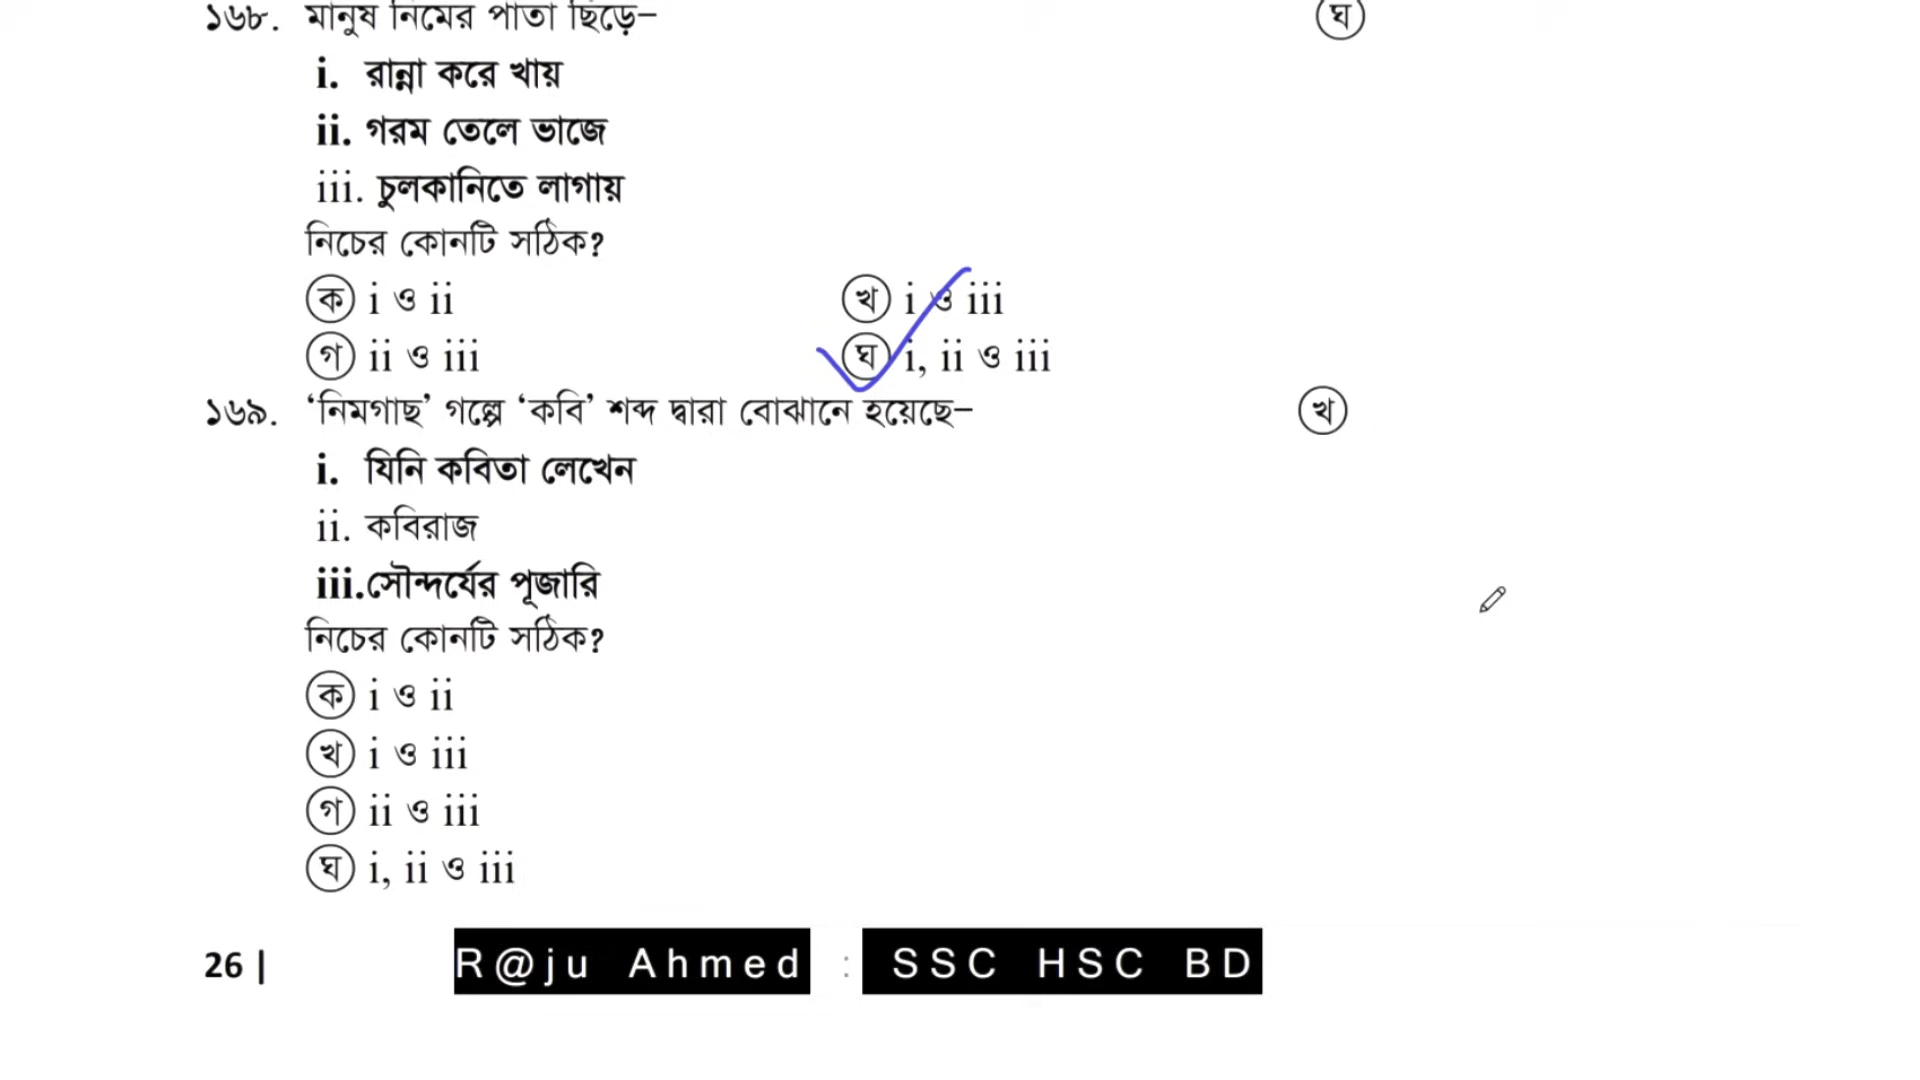 ১৬৮. মানুষ নিমের পাতা ছিড়ে– ঘ
i. রান্না করে খায়
ii. গরম তেলে ভাজে
iii. চুলকানিতে লাগায়
নিচের কোনটি সঠিক?
ক i ও ii খ i ও iii
গ ii ও iii ঘ i, ii ও iii
১৬৯. ‘নিমগাছ’ গল্পে ‘কবি’ শব্দ দ্বারা বোঝানে হয়েছে– খ
i. যিনি কবিতা লেখেন
ii. কবিরাজ
iii.সৌন্দর্যের পূজারি
নিচের কোনটি সঠিক?
ক i ও ii
খ i ও iii
গ ii ও iii
ঘ i, ii ও iii
26 | R@ju Ahmed : SSC HSC BD